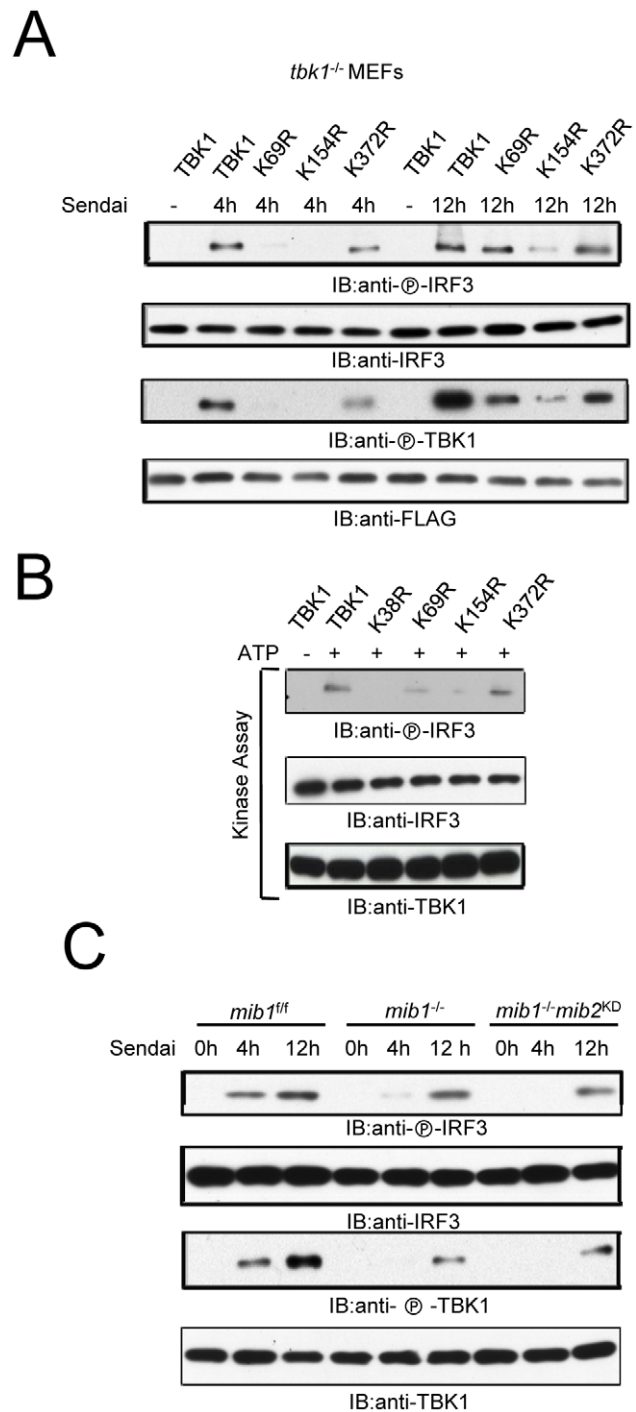 A
tbk1-/- MEFs
TBK1 TBK1 K69R K154R K372R TBK1 TBK1 K69R K154R K372R
Sendai - 4h 4h 4h 4h - 12h 12h 12h 12h
IB:anti-Ⓟ-IRF3
IB:anti-IRF3
IB:anti-Ⓟ-TBK1
IB:anti-FLAG
B
TBK1 TBK1 K38R K69R K154R K372R
ATP - + + + + +
Kinase Assay
IB:anti-Ⓟ-IRF3
IB:anti-IRF3
IB:anti-TBK1
C
mib1f/f mib1-/- mib1-/-mib2KD
Sendai 0h 4h 12h 0h 4h 12 h 0h 4h 12h
IB:anti-Ⓟ-IRF3
IB:anti-IRF3
IB:anti- Ⓟ -TBK1
IB:anti-TBK1